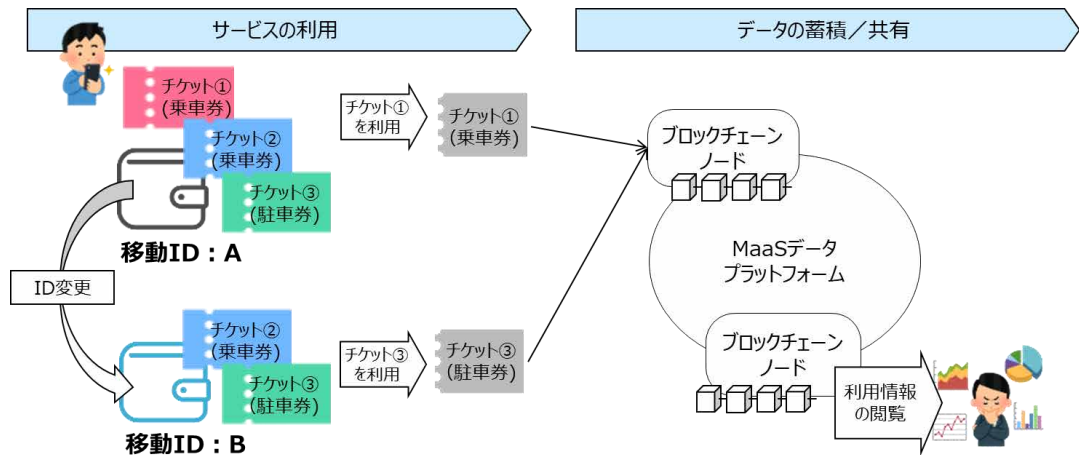 サービスの利用
データの蓄積／共有
チケット①
(乗車券)
チケット②
(乗車券)
チケット③
(駐車券)
移動ID：A
チケット①
を利用
チケット①
(乗車券)
ID変更
チケット②
(乗車券)
チケット③
(駐車券)
移動ID：B
チケット③
を利用
チケット③
(駐車券)
ブロックチェーン
ノード
MaaSデータ
プラットフォーム
ブロックチェーン
ノード
利用情報
の閲覧